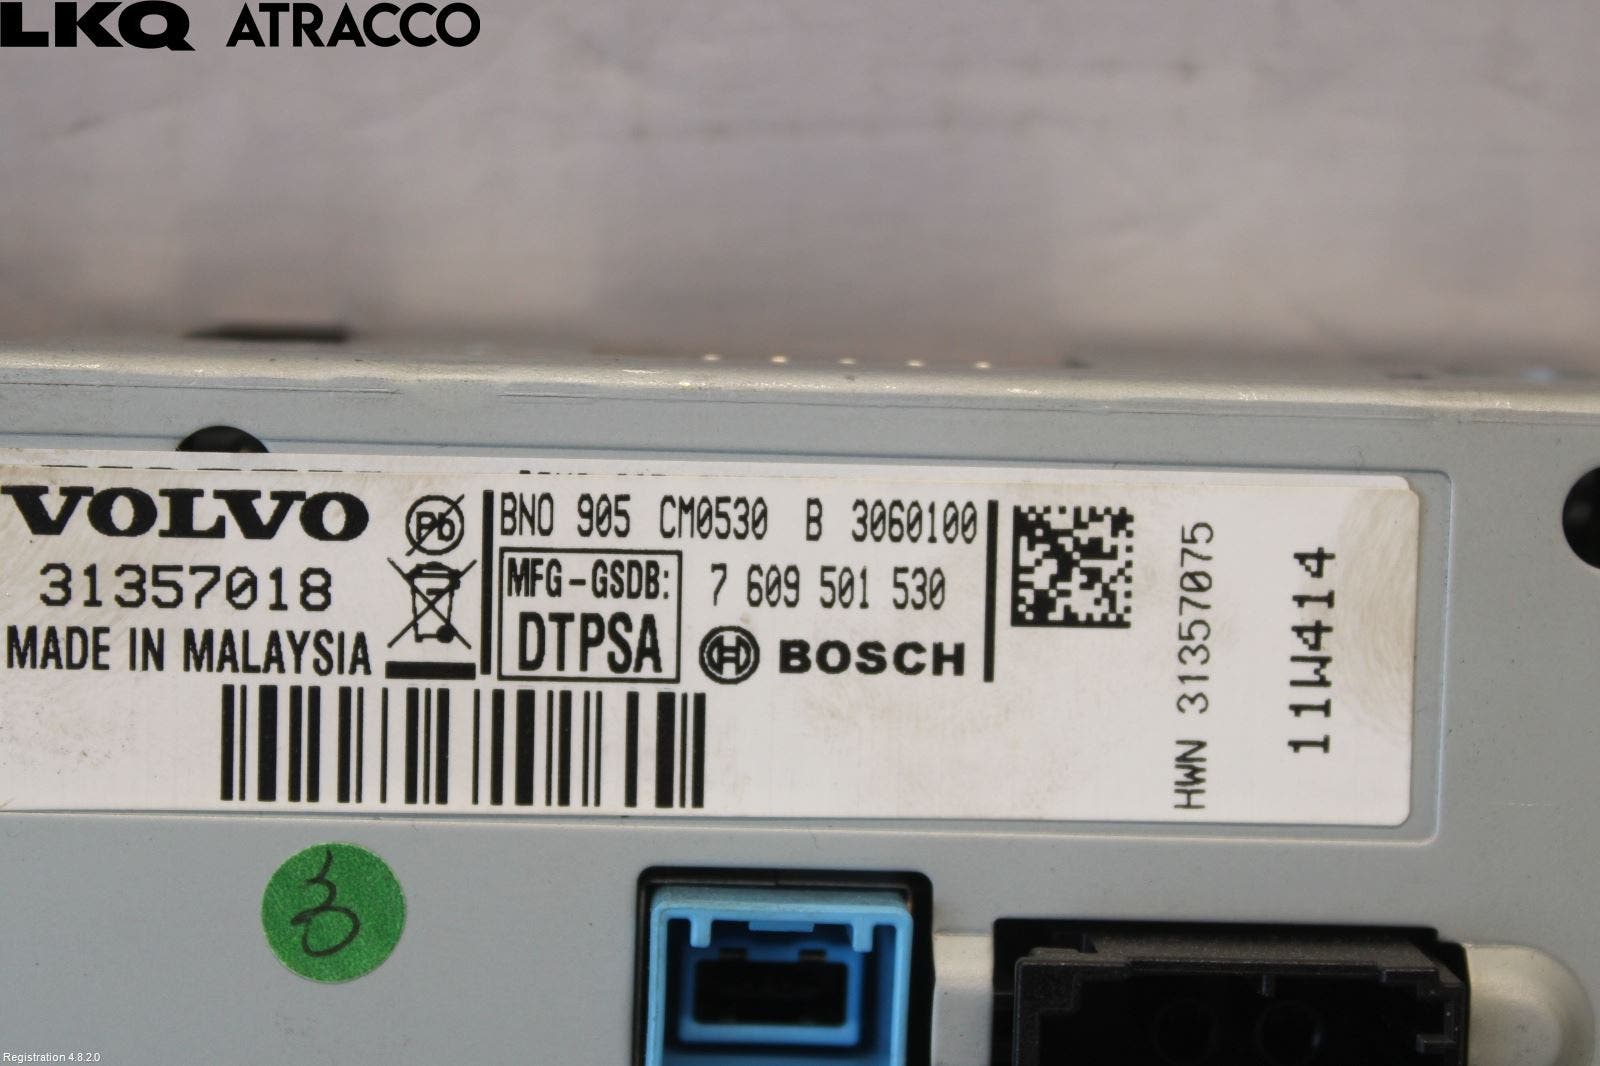 LKQ ATRACCO
VOLVO
31357018
MADE IN MALAYSIA
Pb
BNO 905 CM0530 B 3060100
MFG-GSDB:
DTPSA
7 609 501 530
BOSCH
HWN 31357075
11W414
3
Registration 4.8.2.0